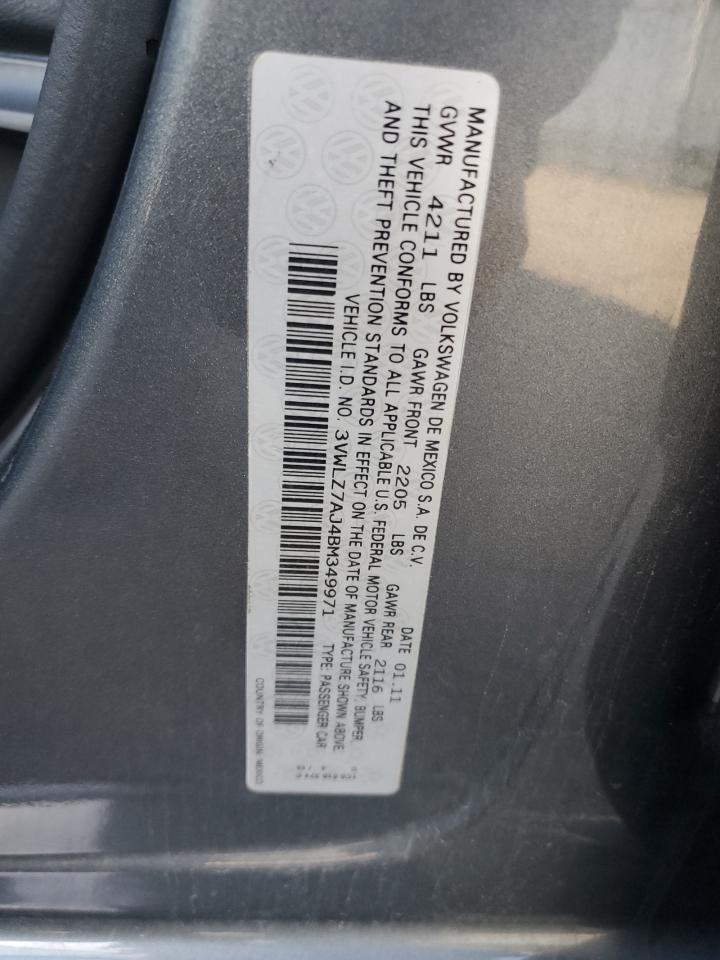 MANUFACTURED BY VOLKSWAGEN DE MEXICO S.A. DE C.V. DATE 01.11
GVWR 4211 LBS GAWR FRONT 2205 LBS GAWR REAR 2116 LBS
THIS VEHICLE CONFORMS TO ALL APPLICABLE U.S. FEDERAL MOTOR VEHICLE SAFETY, BUMPER,
AND THEFT PREVENTION STANDARDS IN EFFECT ON THE DATE OF MANUFACTURE SHOWN ABOVE.
VEHICLE I.D. NO. 3VWLZ7AJ4BM349971 TYPE: PASSENGER CAR
COUNTRY OF ORIGIN: MEXICO